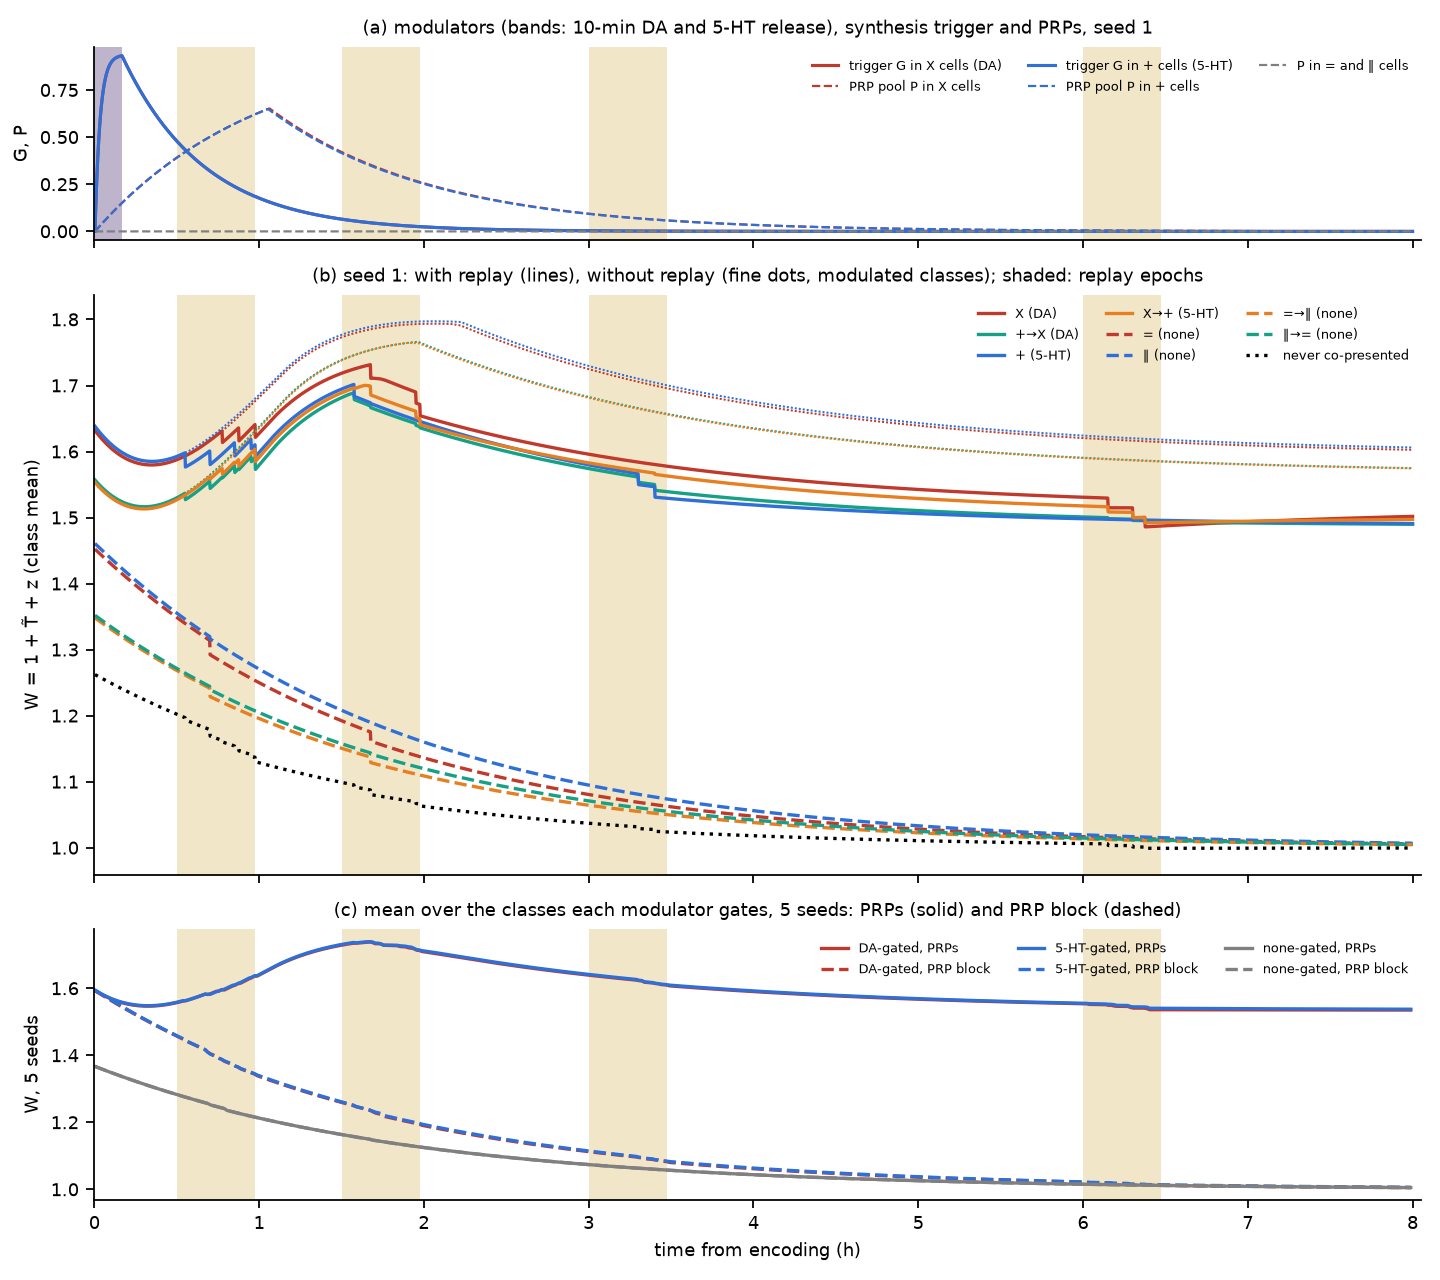 (a) modulators (bands: 10-min DA and 5-HT release), synthesis trigger and PRPs, seed 1
trigger G in X cells (DA)
trigger G in + cells (5-HT)
P in = and ∥ cells
PRP pool P in X cells
PRP pool P in + cells
G, P
0.75
0.50
0.25
0.00
(b) seed 1: with replay (lines), without replay (fine dots, modulated classes); shaded: replay epochs
X (DA)
X→+ (5-HT)
=→∥ (none)
+→X (DA)
= (none)
∥→= (none)
+ (5-HT)
∥ (none)
never co-presented
W = 1 + T̃ + z (class mean)
1.8
1.7
1.6
1.5
1.4
1.3
1.2
1.1
1.0
(c) mean over the classes each modulator gates, 5 seeds: PRPs (solid) and PRP block (dashed)
DA-gated, PRPs
5-HT-gated, PRPs
none-gated, PRPs
DA-gated, PRP block
5-HT-gated, PRP block
none-gated, PRP block
W, 5 seeds
1.6
1.4
1.2
1.0
0 1 2 3 4 5 6 7 8
time from encoding (h)